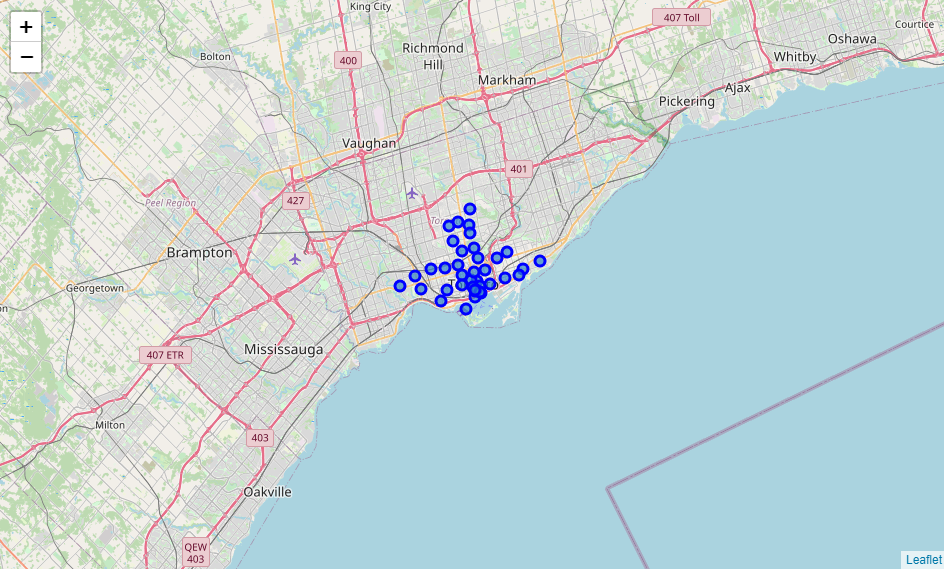 King City
407 Toll
Courtice
+
Richmond
Hill
Oshawa
Bolton
400
Whitby
−
Markham
Ajax
Pickering
Vaughan
401
427
Peel Region
Brampton
Georgetown
Mississauga
407 ETR
Milton
403
Oakville
QEW
403
Leaflet